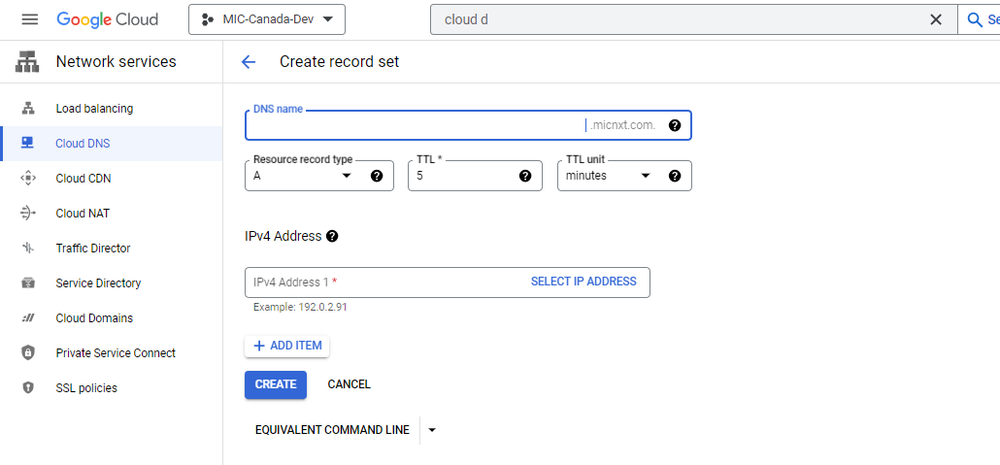 Google Cloud
MIC-Canada-Dev
cloud d
Se
Network services
Create record set
Load balancing
Cloud DNS
Cloud CDN
Cloud NAT
Traffic Director
Service Directory
Cloud Domains
Private Service Connect
SSL policies
DNS name
.micnxt.com.
Resource record type
A
TTL *
5
TTL unit
minutes
IPv4 Address
IPv4 Address 1 *
SELECT IP ADDRESS
Example: 192.0.2.91
+ ADD ITEM
CREATE
CANCEL
EQUIVALENT COMMAND LINE